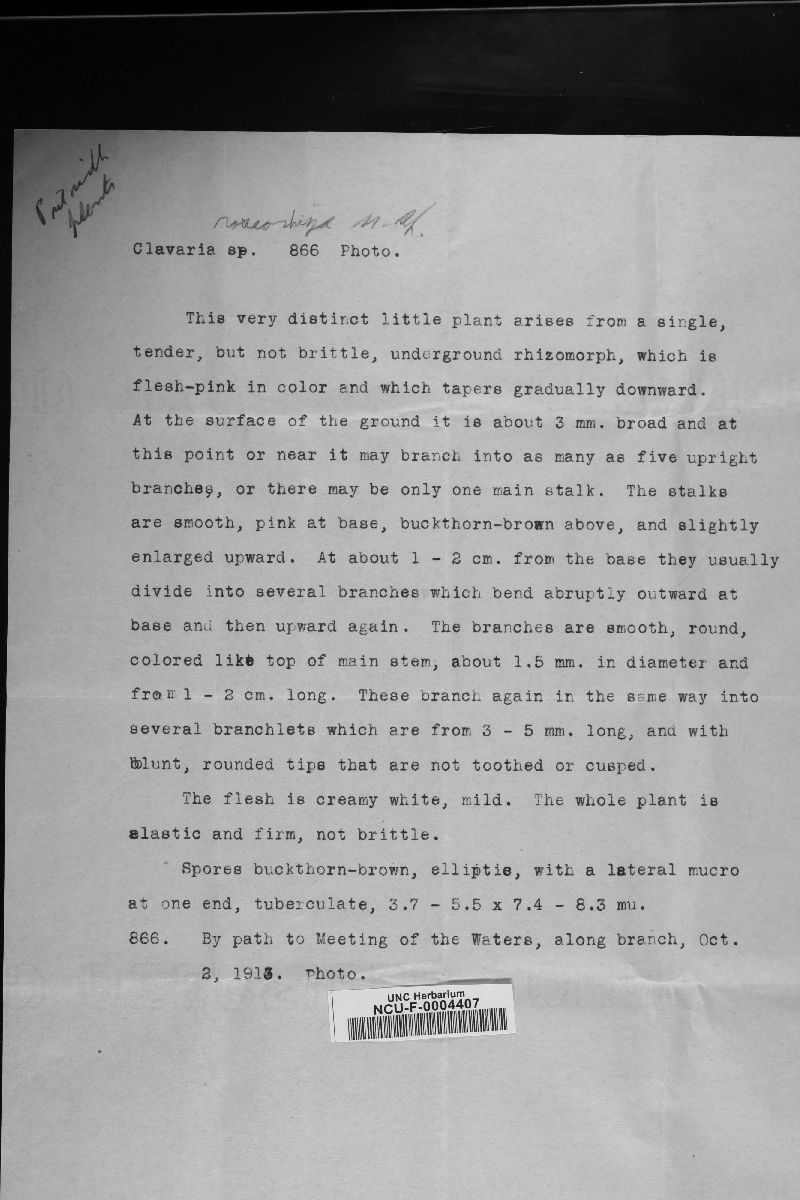 Put with
plants
roseorhiza n. sp.
Clavaria sp. 866 Photo.
This very distinct little plant arises from a single,
tender, but not brittle, underground rhizomorph, which is
flesh-pink in color and which tapers gradually downward.
At the surface of the ground it is about 3 mm. broad and at
this point or near it may branch into as many as five upright
branches, or there may be only one main stalk. The stalks
are smooth, pink at base, buckthorn-brown above, and slightly
enlarged upward. At about 1 - 2 cm. from the base they usually
divide into several branches which bend abruptly outward at
base and then upward again. The branches are smooth, round,
colored like top of main stem, about 1.5 mm. in diameter and
from 1 - 2 cm. long. These branch again in the same way into
several branchlets which are from 3 - 5 mm. long, and with
blunt, rounded tips that are not toothed or cusped.
The flesh is creamy white, mild. The whole plant is
elastic and firm, not brittle.
Spores buckthorn-brown, elliptic, with a lateral mucro
at one end, tuberculate, 3.7 - 5.5 x 7.4 - 8.3 mu.
866. By path to Meeting of the Waters, along branch, Oct.
2, 1913. Photo.
UNC Herbarium
NCU-F-0004407